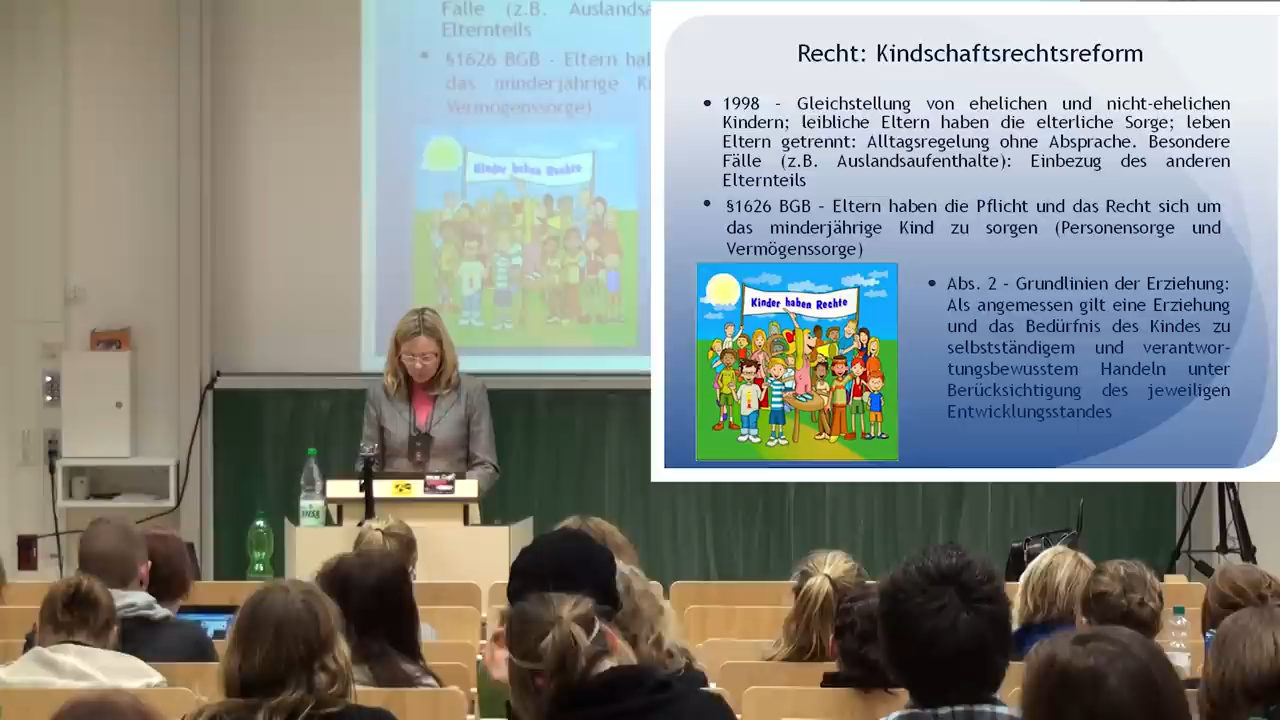 Fälle (z.B. Auslandsa
Elternteils
§1626 BGB - Eltern hal
das minderjährige Ki
Vermögenssorge)
Kinder haben Rechte
Recht: Kindschaftsrechtsreform
• 1998 - Gleichstellung von ehelichen und nicht-ehelichen
Kindern; leibliche Eltern haben die elterliche Sorge; leben
Eltern getrennt: Alltagsregelung ohne Absprache. Besondere
Fälle (z.B. Auslandsaufenthalte): Einbezug des anderen
Elternteils
• §1626 BGB - Eltern haben die Pflicht und das Recht sich um
das minderjährige Kind zu sorgen (Personensorge und
Vermögenssorge)
Kinder haben Rechte
• Abs. 2 - Grundlinien der Erziehung:
Als angemessen gilt eine Erziehung
und das Bedürfnis des Kindes zu
selbstständigem und verantwor-
tungsbewusstem Handeln unter
Berücksichtigung des jeweiligen
Entwicklungsstandes